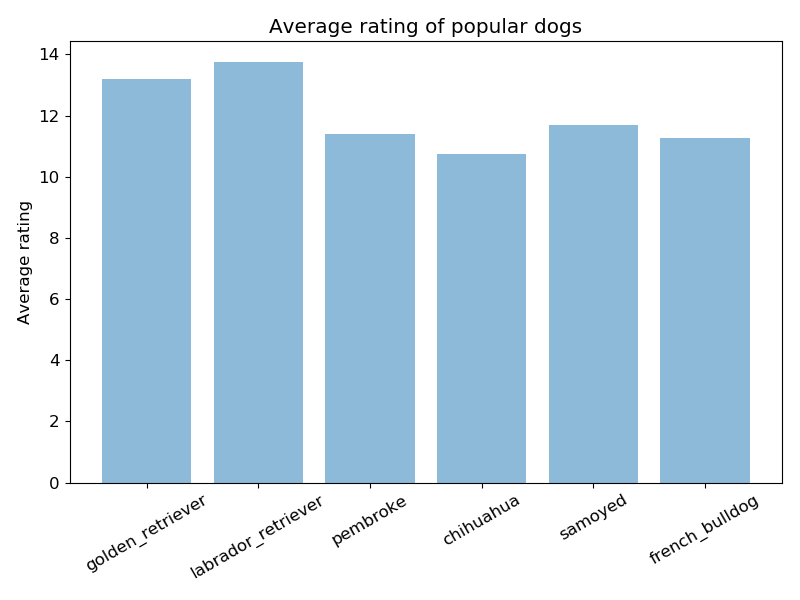 Average rating of popular dogs
Average rating
14
12
10
8
6
4
2
0
golden_retriever
labrador_retriever
pembroke
chihuahua
samoyed
french_bulldog